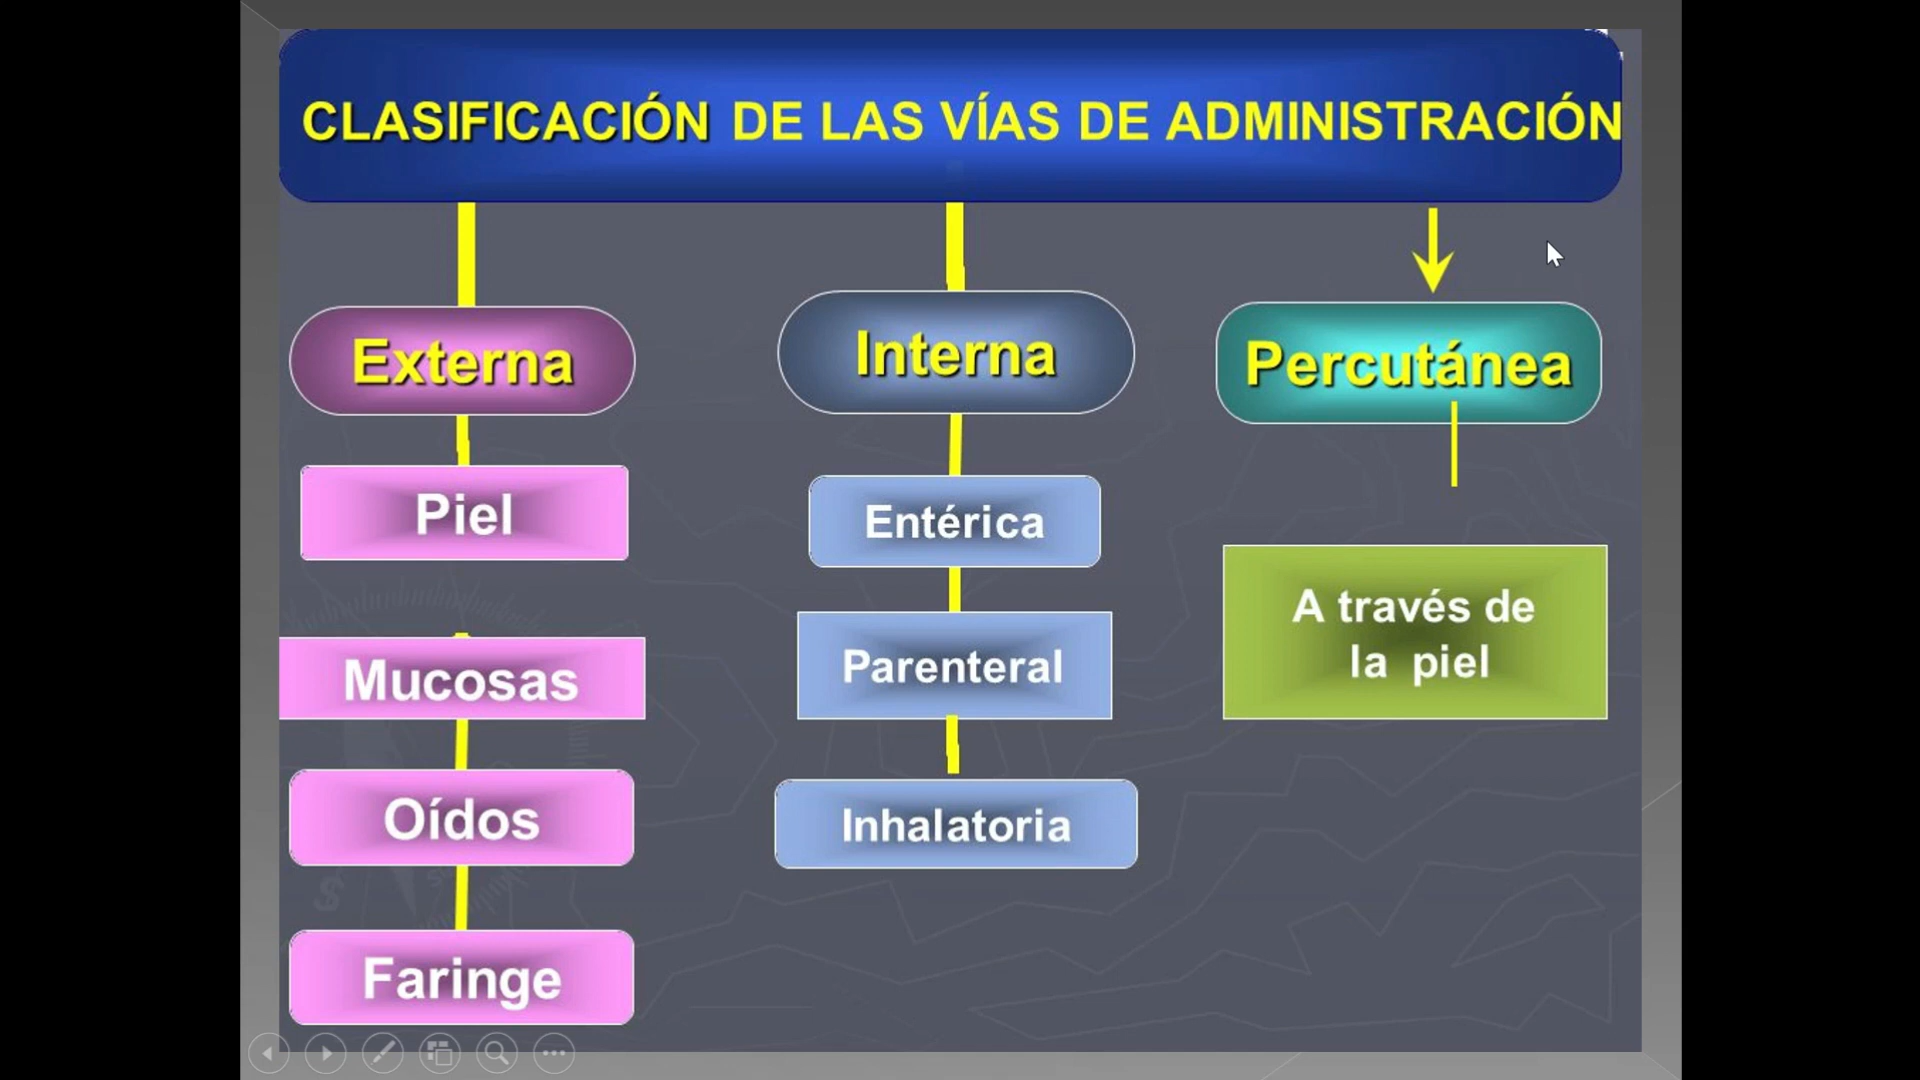 CLASIFICACIÓN DE LAS VÍAS DE ADMINISTRACIÓN
Externa
Piel
Mucosas
Oídos
Faringe
Interna
Entérica
Parenteral
Inhalatoria
Percutánea
A través de
la piel